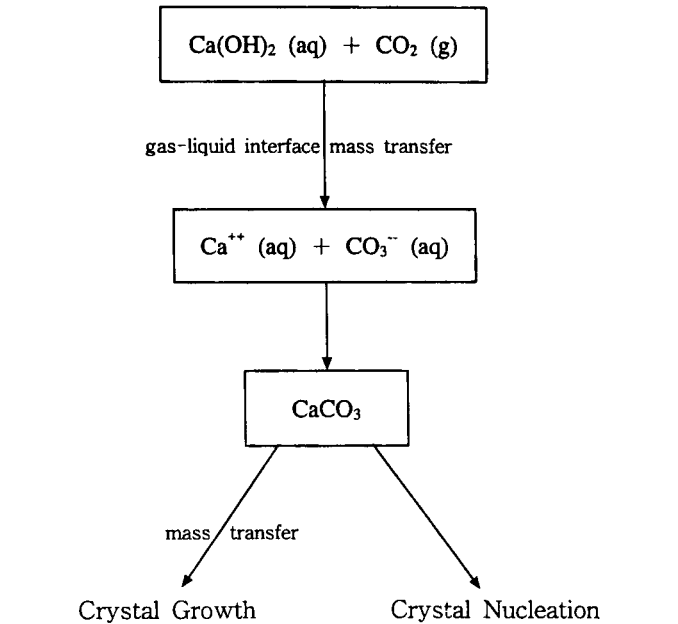 Ca(OH)₂ (aq) + CO₂ (g)
gas-liquid interface mass transfer
Ca⁺⁺ (aq) + CO₃⁻⁻ (aq)
CaCO₃
mass transfer
Crystal Growth
Crystal Nucleation